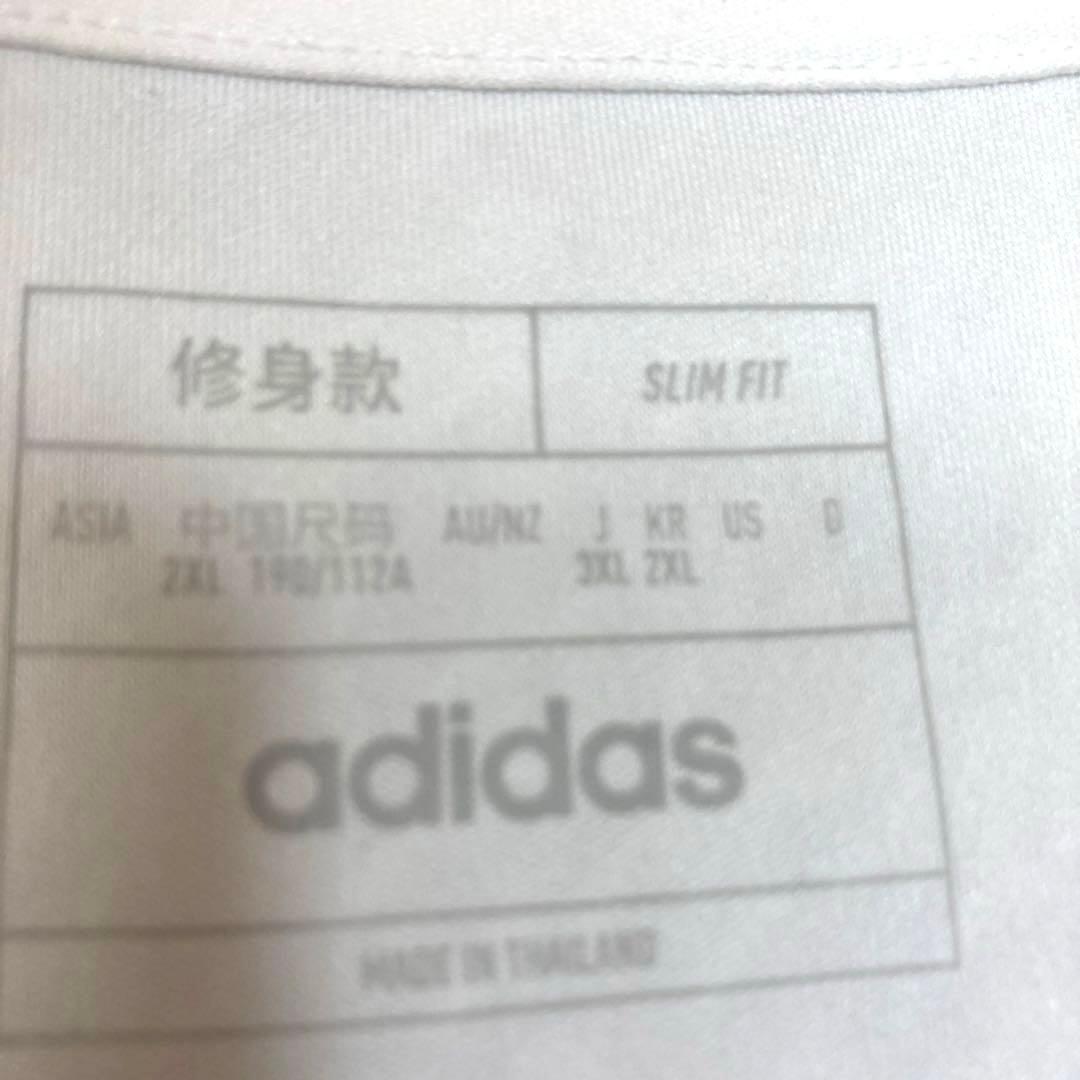 修身款 SLIM FIT
ASIA 中国尺码 AU/NZ J KR US D
2XL 190/112A 3XL 2XL
adidas
MADE IN THAILAND